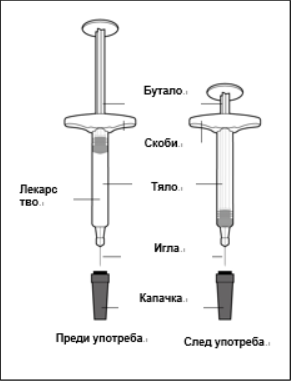 Бутало
Скоби
Лекарс
тво
Тяло
Игла
Капачка
Преди употреба
След употреба